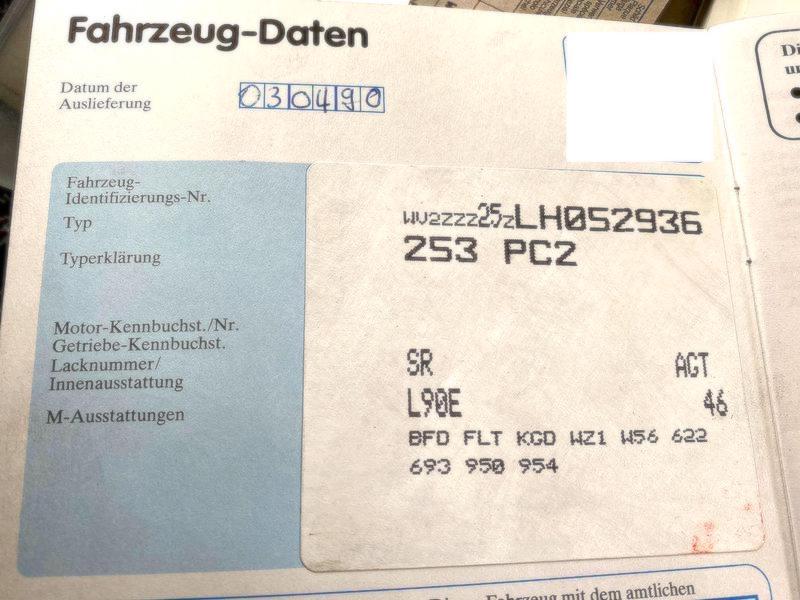 Fahrzeug-Daten
Datum der
Auslieferung
030490
Fahrzeug-
Identifizierungs-Nr.
WV2ZZZ25ZLH052936
Typ
253 PC2
Typerklärung
Motor-Kennbuchst./Nr.
Getriebe-Kennbuchst.
SR AGT
Lacknummer/
Innenausstattung
L90E 46
M-Ausstattungen
BFD FLT KGD WZ1 W56 622
693 950 954
Fahrzeug mit dem amtlichen